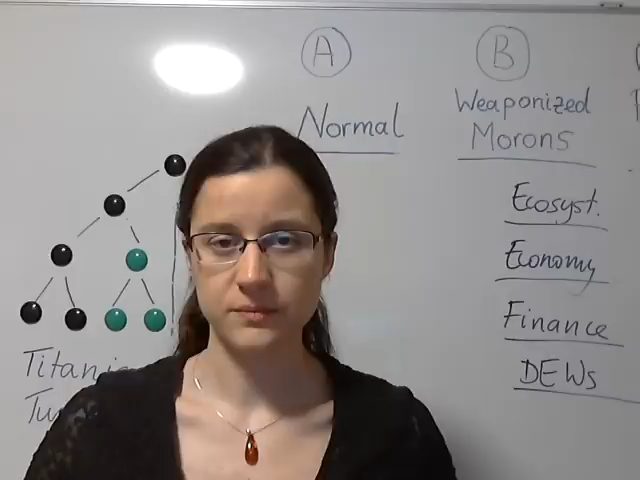 A
B
Normal
Weaponized
Morons
Ecosyst.
Economy
Finance
DEWs